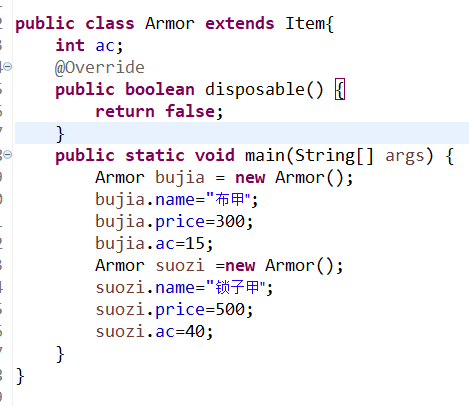 public class Armor extends Item{
    int ac;
    @Override
    public boolean disposable() {
        return false;
    }
    public static void main(String[] args) {
        Armor bujia = new Armor();
        bujia.name="布甲";
        bujia.price=300;
        bujia.ac=15;
        Armor suozi =new Armor();
        suozi.name="锁子甲";
        suozi.price=500;
        suozi.ac=40;
    }
}